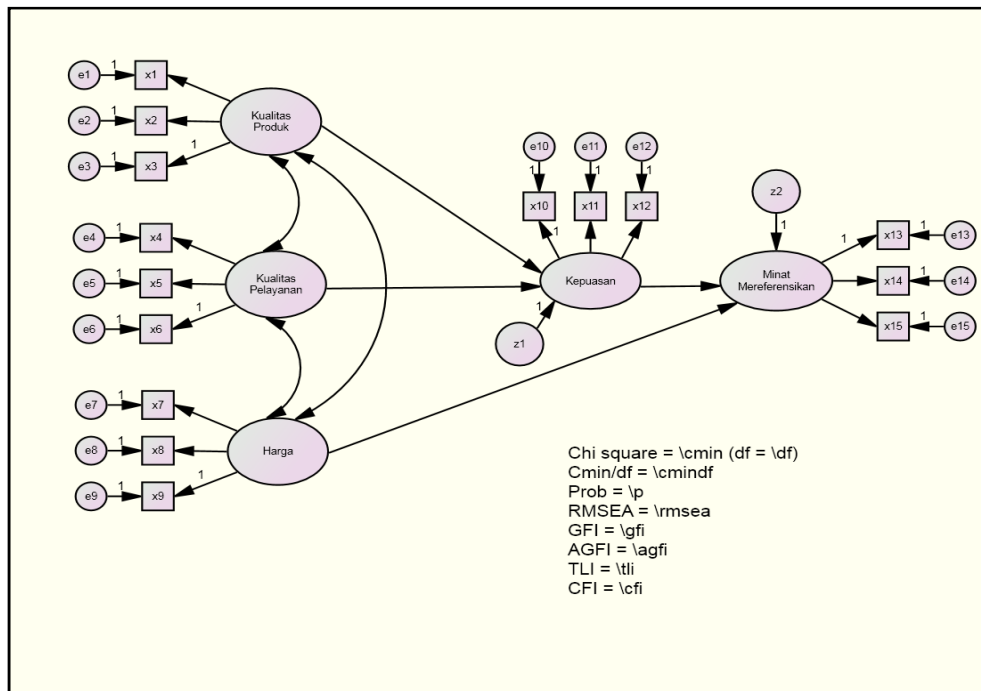 e1
1
x1
e2
1
x2
e3
1
x3
1
Kualitas
Produk
e4
1
x4
e5
1
x5
e6
1
x6
1
Kualitas
Pelayanan
e7
1
x7
e8
1
x8
e9
1
x9
1
Harga
e10
e11
e12
1
1
1
x10
x11
x12
1
Kepuasan
1
z1
z2
1
Minat
Mereferensikan
1
x13
1
e13
x14
1
e14
x15
1
e15
Chi square = \cmin (df = \df)
Cmin/df = \cmindf
Prob = \p
RMSEA = \rmsea
GFI = \gfi
AGFI = \agfi
TLI = \tli
CFI = \cfi